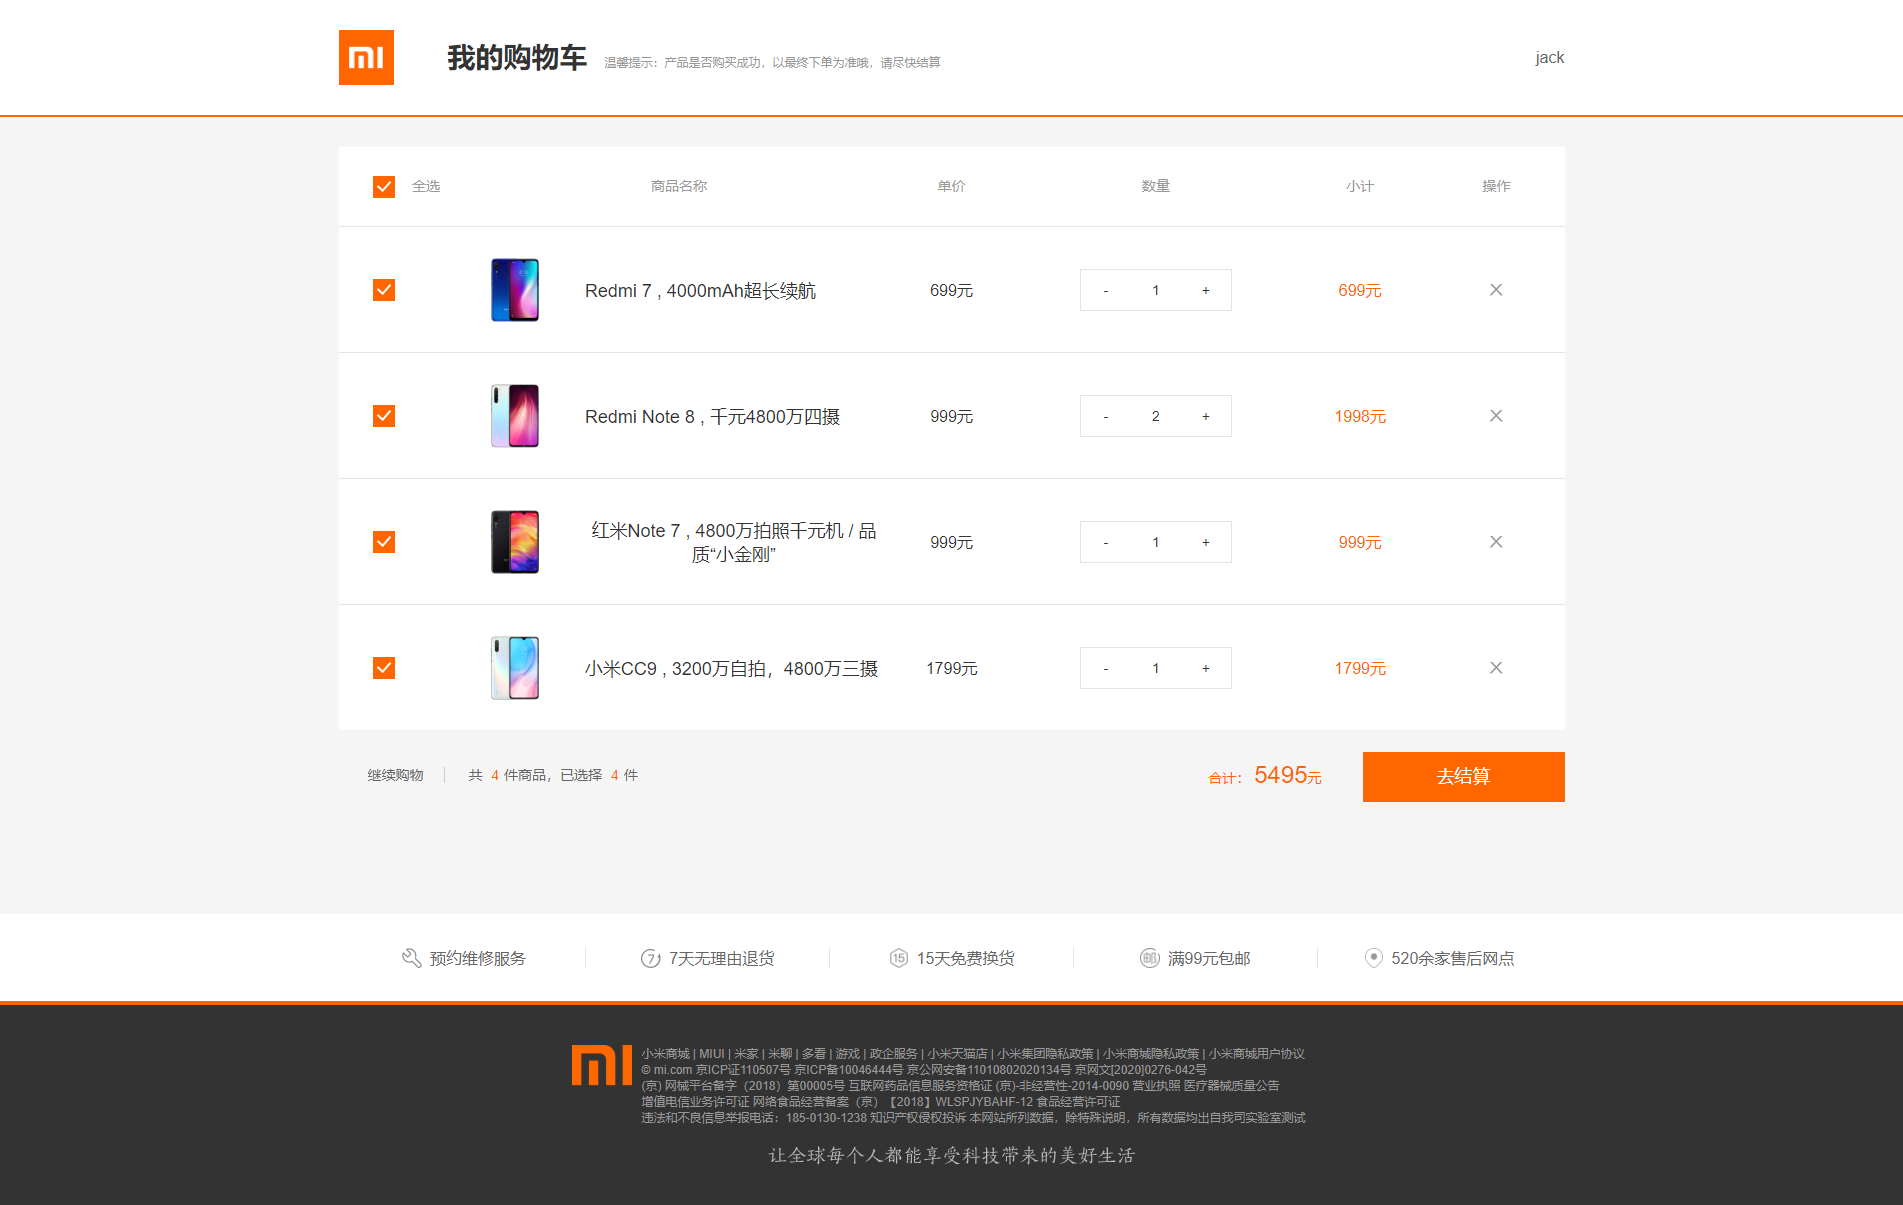 我的购物车 温馨提示：产品是否购买成功，以最终下单为准哦，请尽快结算 jack
全选 商品名称 单价 数量 小计 操作
Redmi 7 , 4000mAh超长续航 699元 - 1 + 699元
Redmi Note 8 , 千元4800万四摄 999元 - 2 + 1998元
红米Note 7 , 4800万拍照千元机 / 品
质“小金刚” 999元 - 1 + 999元
小米CC9 , 3200万自拍，4800万三摄 1799元 - 1 + 1799元
继续购物 共 4 件商品，已选择 4 件 合计： 5495元 去结算
预约维修服务 7天无理由退货 15天免费换货 满99元包邮 520余家售后网点
小米商城 | MIUI | 米家 | 米聊 | 多看 | 游戏 | 政企服务 | 小米天猫店 | 小米集团隐私政策 | 小米商城隐私政策 | 小米商城用户协议
© mi.com 京ICP证110507号 京ICP备10046444号 京公网安备11010802020134号 京网文[2020]0276-042号
(京) 网械平台备字（2018）第00005号 互联网药品信息服务资格证 (京)-非经营性-2014-0090 营业执照 医疗器械质量公告
增值电信业务许可证 网络食品经营备案（京）【2018】WLSPJYBAHF-12 食品经营许可证
违法和不良信息举报电话：185-0130-1238 知识产权侵权投诉 本网站所列数据，除特殊说明，所有数据均出自我司实验室测试
让全球每个人都能享受科技带来的美好生活